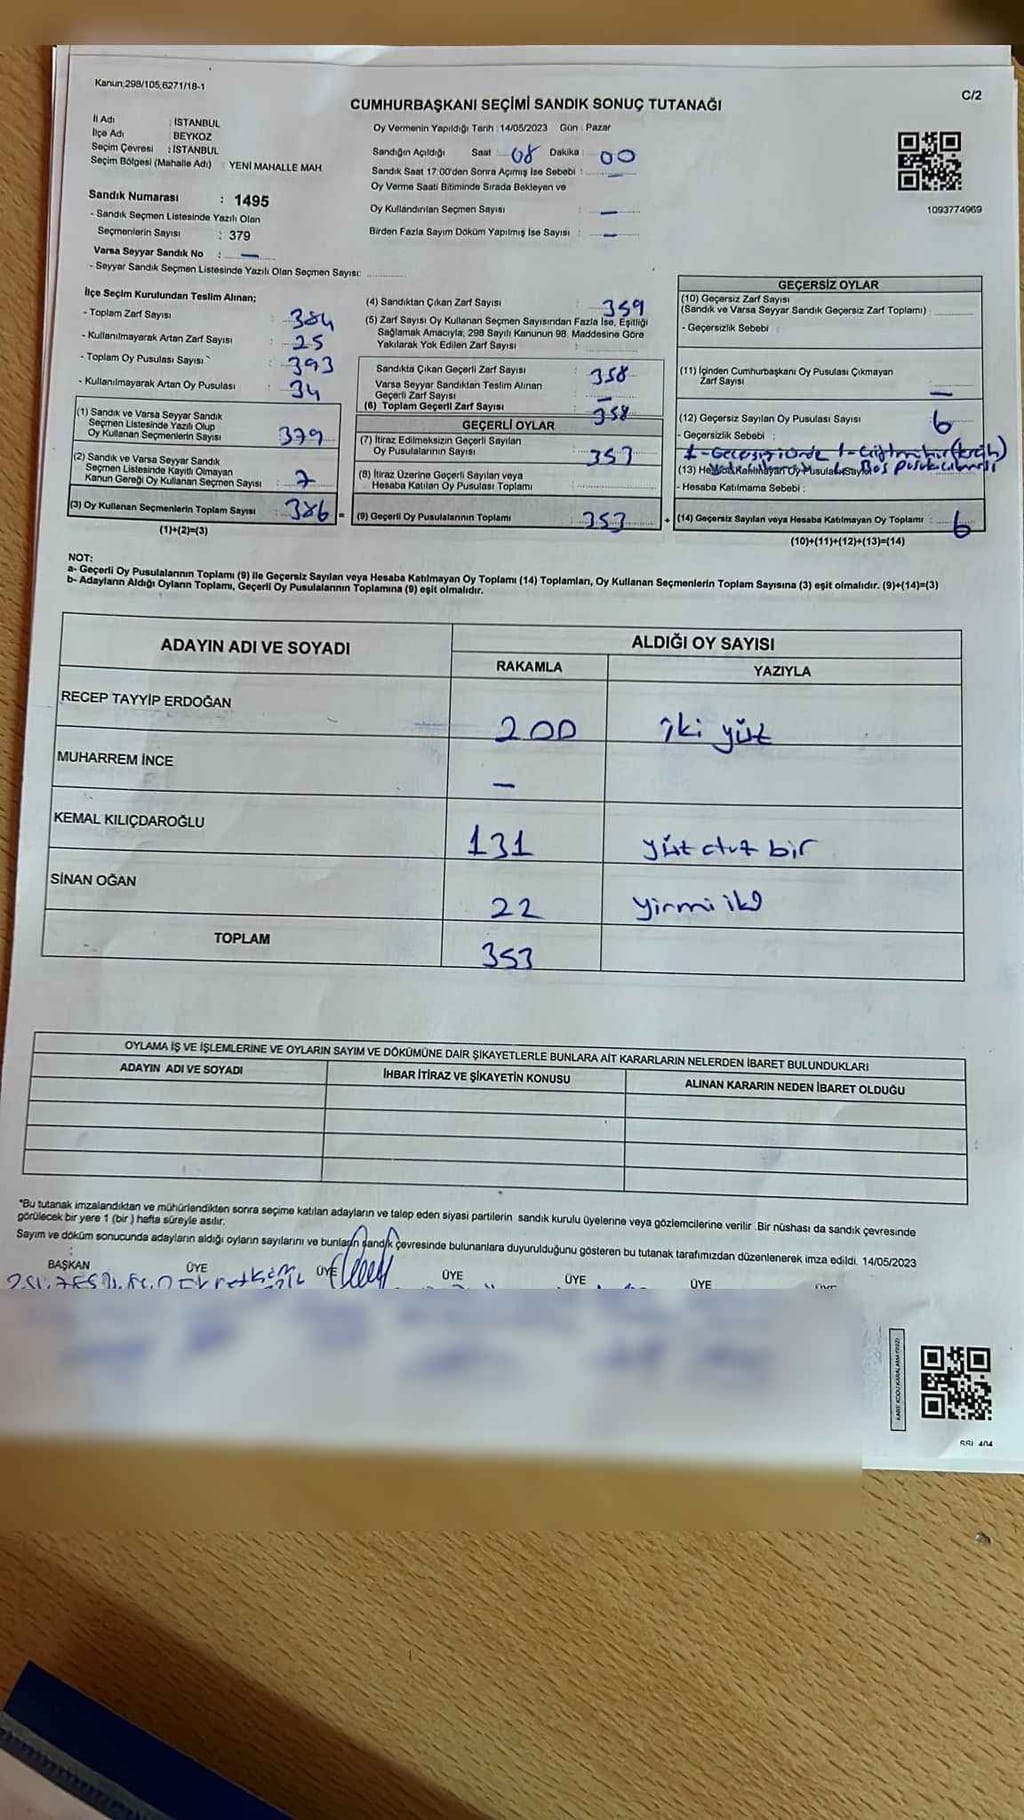 Kanun:298/105,6271/18-1
C/2
CUMHURBAŞKANI SEÇİMİ SANDIK SONUÇ TUTANAĞI
İl Adı : İSTANBUL
İlçe Adı BEYKOZ
Seçim Çevresi : İSTANBUL
Seçim Bölgesi (Mahalle Adı) : YENİ MAHALLE MAH.
Sandık Numarası : 1495
- Sandık Seçmen Listesinde Yazılı Olan
Seçmenlerin Sayısı : 379
Varsa Seyyar Sandık No : —
- Seyyar Sandık Seçmen Listesinde Yazılı Olan Seçmen Sayısı:
Oy Vermenin Yapıldığı Tarih : 14/05/2023 Gün : Pazar
Sandığın Açıldığı Saat : 08 Dakika : 00
Sandık Saat 17:00'den Sonra Açımış İse Sebebi : —
Oy Verme Saati Bitiminde Sırada Bekleyen ve
Oy Kullandırılan Seçmen Sayısı : —
Birden Fazla Sayım Döküm Yapılmış İse Sayısı : —
1093774969
İlçe Seçim Kurulundan Teslim Alınan;
- Toplam Zarf Sayısı : 384
- Kullanılmayarak Artan Zarf Sayısı : 25
- Toplam Oy Pusulası Sayısı : 393
- Kullanılmayarak Artan Oy Pusulası : 34
(1) Sandık ve Varsa Seyyar Sandık
Seçmen Listesinde Yazılı Olup
Oy Kullanan Seçmenlerin Sayısı : 379
(2) Sandık ve Varsa Seyyar Sandık
Seçmen Listesinde Kayıtlı Olmayan
Kanun Gereği Oy Kullanan Seçmen Sayısı : 7
(3) Oy Kullanan Seçmenlerin Toplam Sayısı : 386 =
(1)+(2)=(3)
(4) Sandıktan Çıkan Zarf Sayısı : 359
(5) Zarf Sayısı Oy Kullanan Seçmen Sayısından Fazla İse, Eşitliği
Sağlamak Amacıyla, 298 Sayılı Kanunun 98. Maddesine Göre
Yakılarak Yok Edilen Zarf Sayısı :
Sandıkta Çıkan Geçerli Zarf Sayısı : 358
Varsa Seyyar Sandıktan Teslim Alınan
Geçerli Zarf Sayısı : —
(6) Toplam Geçerli Zarf Sayısı : 358
GEÇERLİ OYLAR
(7) İtiraz Edilmeksizin Geçerli Sayılan
Oy Pusulalarının Sayısı : 353
(8) İtiraz Üzerine Geçerli Sayılan veya
Hesaba Katılan Oy Pusulası Toplamı :
(9) Geçerli Oy Pusulalarının Toplamı : 353 +
GEÇERSİZ OYLAR
(10) Geçersiz Zarf Sayısı
(Sandık ve Varsa Seyyar Sandık Geçersiz Zarf Toplamı) :
- Geçersizlik Sebebi :
(11) İçinden Cumhurbaşkanı Oy Pusulası Çıkmayan
Zarf Sayısı : —
(12) Geçersiz Sayılan Oy Pusulası Sayısı : 6
- Geçersizlik Sebebi :
(13) Hesaba Katılmayan Oy Pusulası Sayısı Boş pusula
- Hesaba Katılmama Sebebi :
(14) Geçersiz Sayılan veya Hesaba Katılmayan Oy Toplamı : 6
(10)+(11)+(12)+(13)=(14)
NOT:
a- Geçerli Oy Pusulalarının Toplamı (9) ile Geçersiz Sayılan veya Hesaba Katılmayan Oy Toplamı (14) Toplamları, Oy Kullanan Seçmenlerin Toplam Sayısına (3) eşit olmalıdır. (9)+(14)=(3)
b- Adayların Aldığı Oyların Toplamı, Geçerli Oy Pusulalarının Toplamına (9) eşit olmalıdır.
ADAYIN ADI VE SOYADI ALDIĞI OY SAYISI
RAKAMLA YAZIYLA
RECEP TAYYİP ERDOĞAN 200 iki yüz
MUHARREM İNCE —
KEMAL KILIÇDAROĞLU 131 yüz otuz bir
SİNAN OĞAN 22 yirmi iki
TOPLAM 353
OYLAMA İŞ VE İŞLEMLERİNE VE OYLARIN SAYIM VE DÖKÜMÜNE DAİR ŞİKAYETLERLE BUNLARA AİT KARARLARIN NELERDEN İBARET BULUNDUKLARI
ADAYIN ADI VE SOYADI İHBAR İTİRAZ VE ŞİKAYETİN KONUSU ALINAN KARARIN NEDEN İBARET OLDUĞU
*Bu tutanak imzalandıktan ve mühürlendikten sonra seçime katılan adayların ve talep eden siyasi partilerin sandık kurulu üyelerine veya gözlemcilerine verilir. Bir nüshası da sandık çevresinde
görülecek bir yere 1 (bir ) hafta süreyle asılır.
Sayım ve döküm sonucunda adayların aldığı oyların sayılarını ve bunların sandık çevresinde bulunanlara duyurulduğunu gösteren bu tutanak tarafımızdan düzenlenerek imza edildi. 14/05/2023
BAŞKAN ÜYE ÜYE ÜYE ÜYE ÜYE